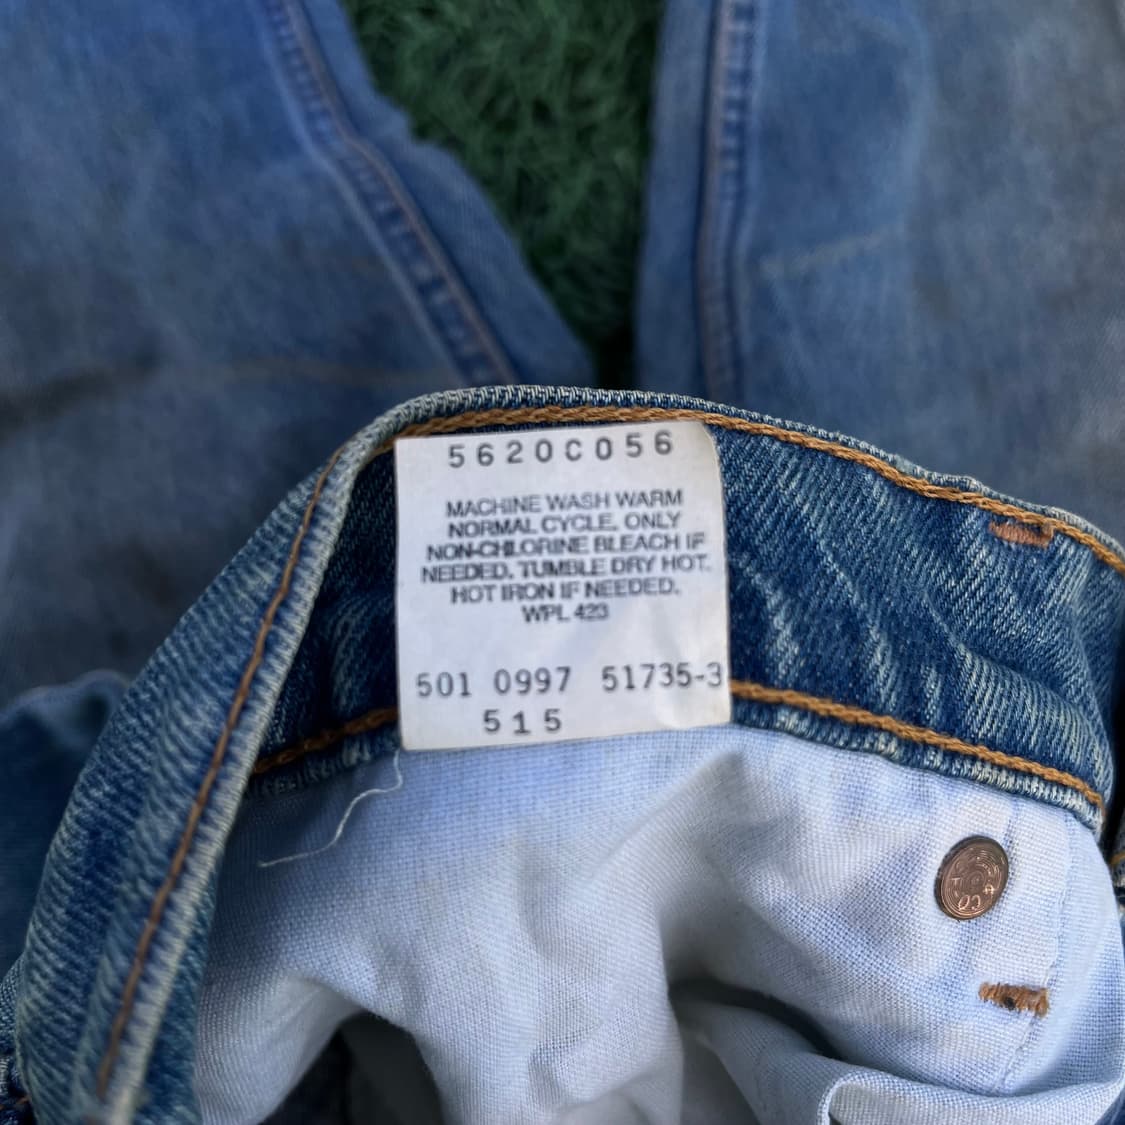 5620C056
MACHINE WASH WARM
NORMAL CYCLE, ONLY
NON-CHLORINE BLEACH IF
NEEDED. TUMBLE DRY HOT.
HOT IRON IF NEEDED.
WPL 423
501 0997 51735-3
515
& CO